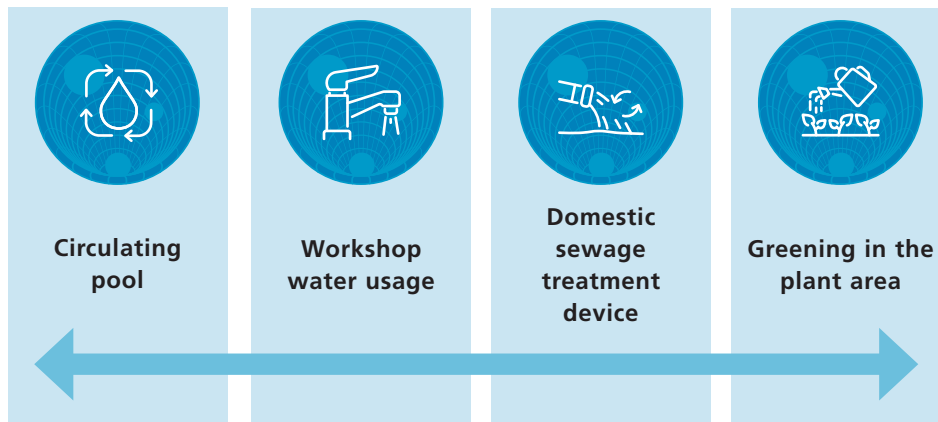 Circulating
pool
Workshop
water usage
Domestic
sewage
treatment
device
Greening in the
plant area